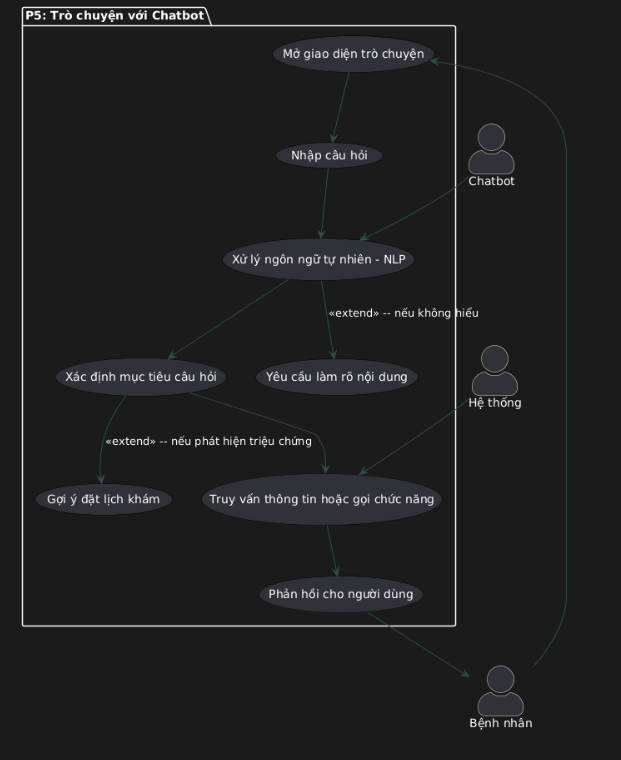 P5: Trò chuyện với Chatbot
Mở giao diện trò chuyện
Nhập câu hỏi
Chatbot
Xử lý ngôn ngữ tự nhiên - NLP
«extend» -- nếu không hiểu
Xác định mục tiêu câu hỏi
Yêu cầu làm rõ nội dung
Hệ thống
«extend» -- nếu phát hiện triệu chứng
Gợi ý đặt lịch khám
Truy vấn thông tin hoặc gọi chức năng
Phản hồi cho người dùng
Bệnh nhân